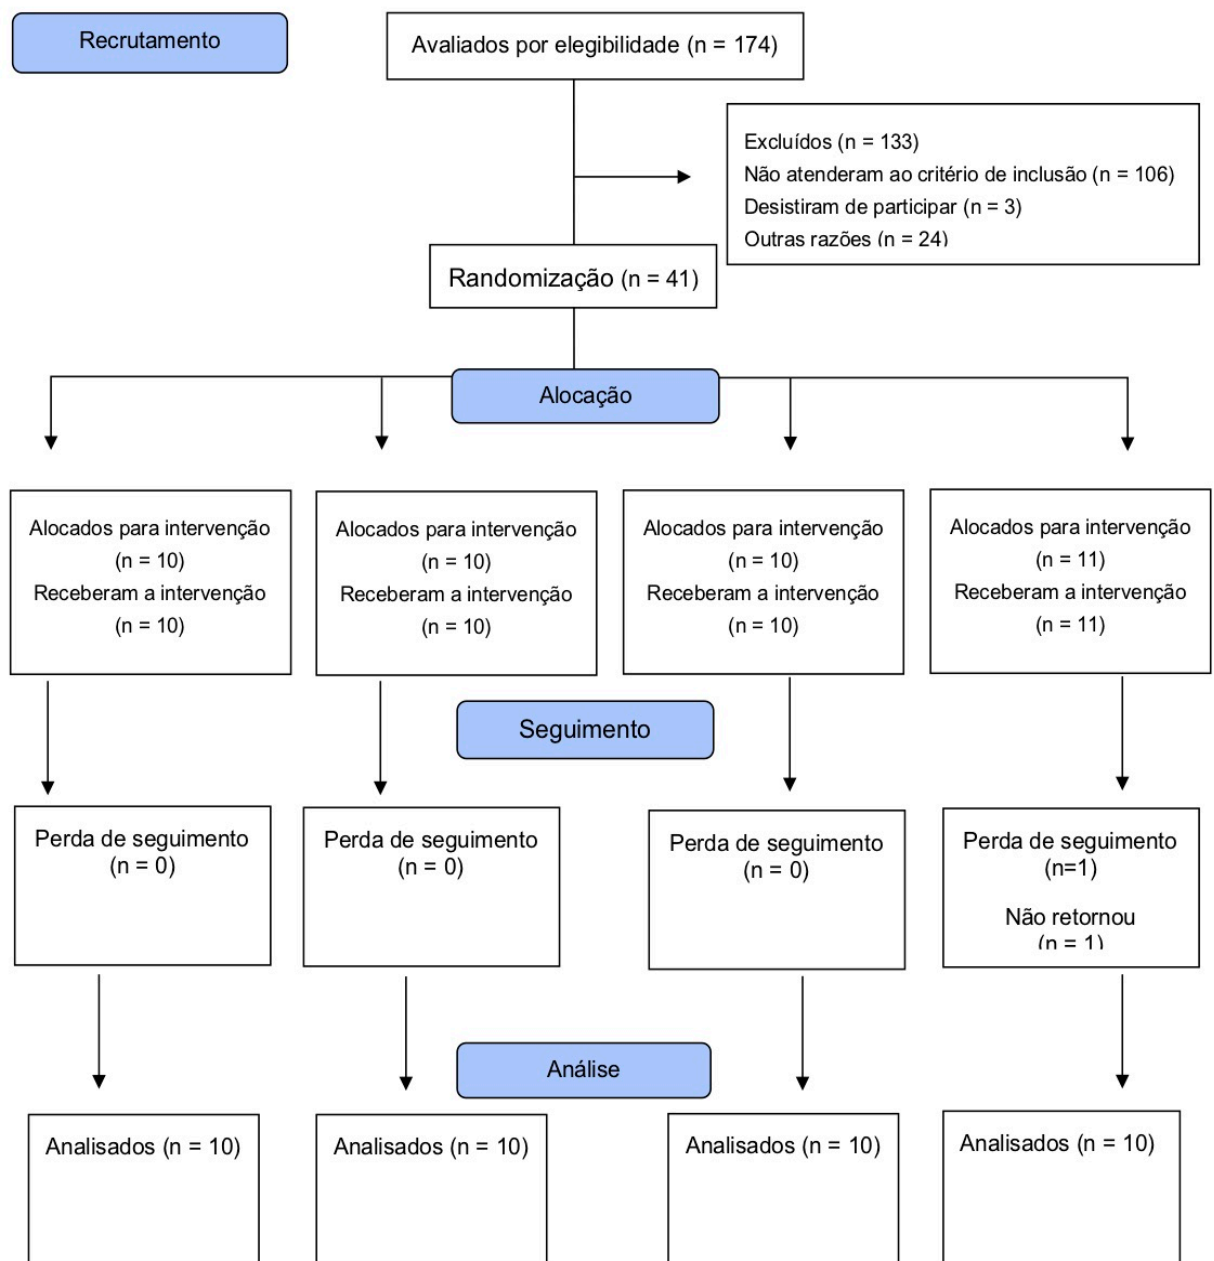 Recrutamento
Avaliados por elegibilidade (n = 174)
Excluídos (n = 133)
Não atenderam ao critério de inclusão (n = 106)
Desistiram de participar (n = 3)
Outras razões (n = 24)
Randomização (n = 41)
Alocação
Alocados para intervenção
(n = 10)
Receberam a intervenção
(n = 10)
Alocados para intervenção
(n = 10)
Receberam a intervenção
(n = 10)
Alocados para intervenção
(n = 10)
Receberam a intervenção
(n = 10)
Alocados para intervenção
(n = 11)
Receberam a intervenção
(n = 11)
Seguimento
Perda de seguimento
(n = 0)
Perda de seguimento
(n = 0)
Perda de seguimento
(n = 0)
Perda de seguimento
(n=1)
Não retornou
(n = 1)
Análise
Analisados (n = 10)
Analisados (n = 10)
Analisados (n = 10)
Analisados (n = 10)